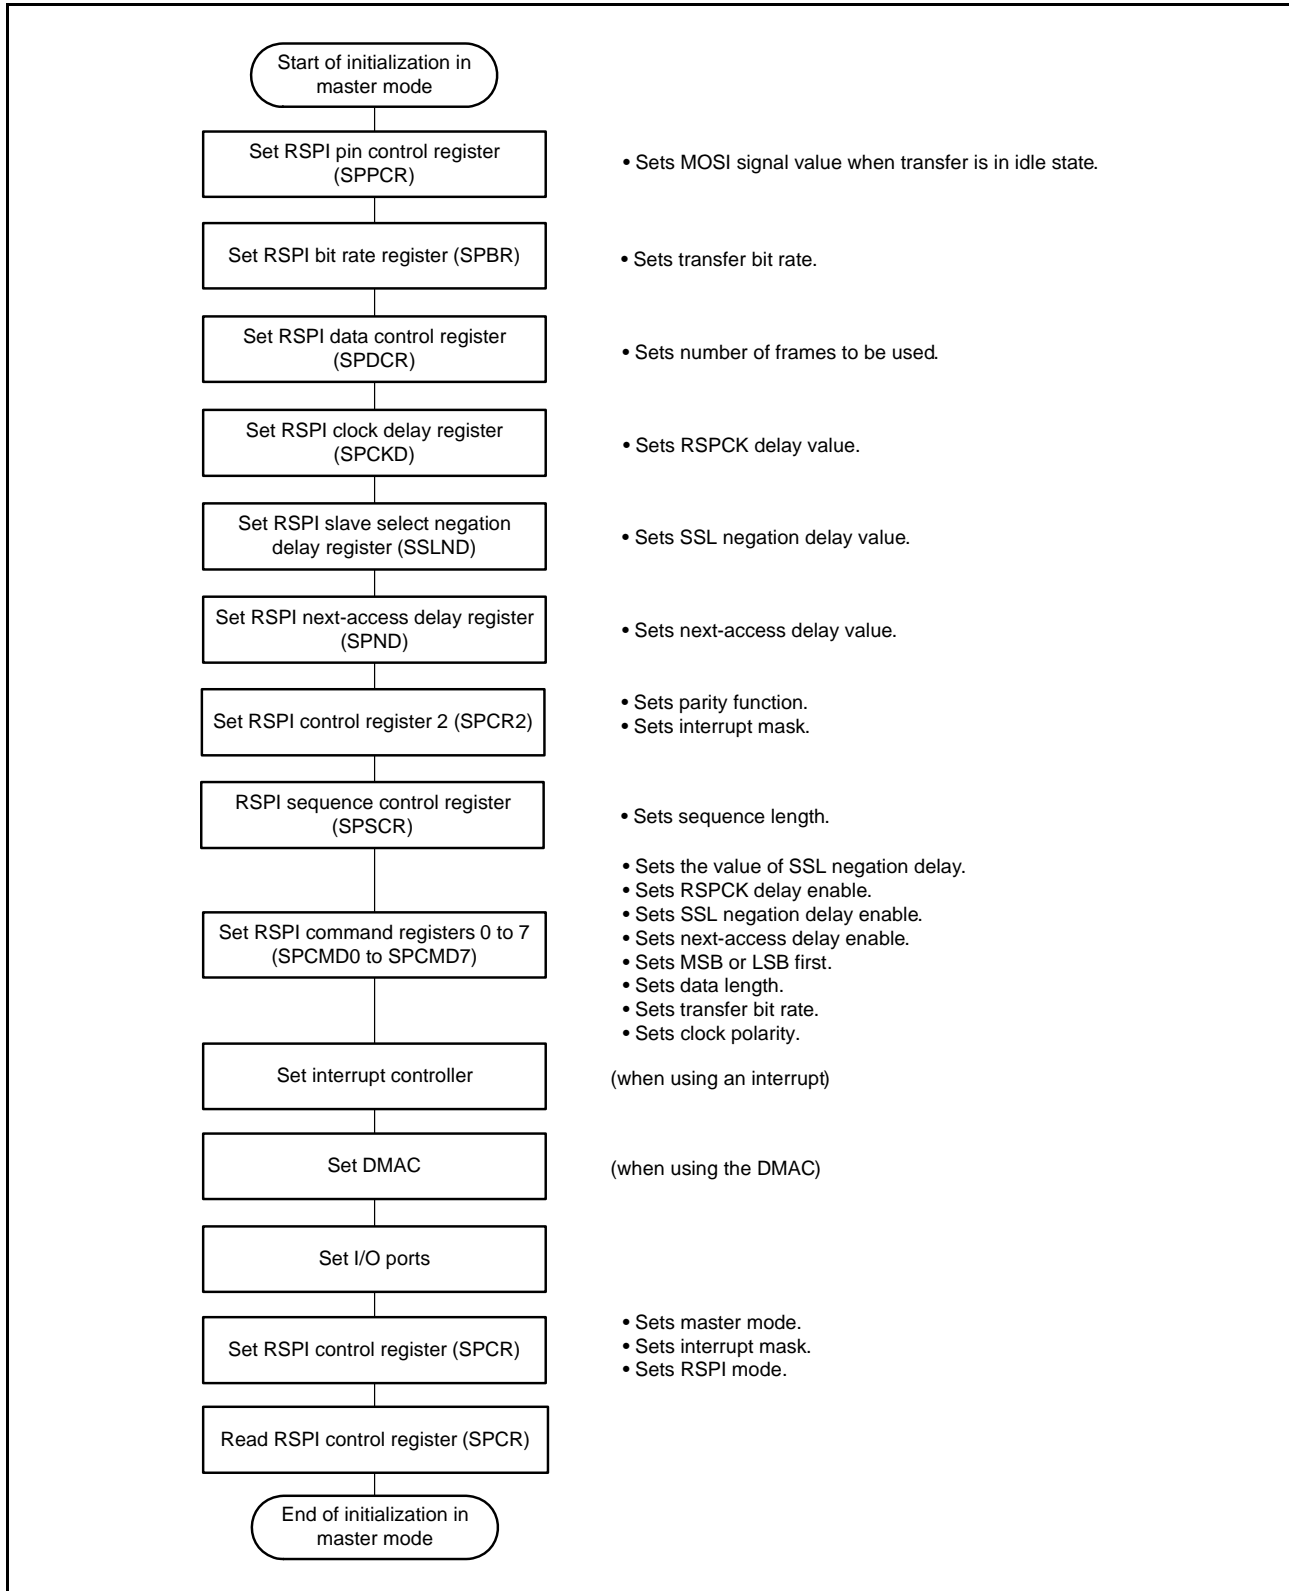 Start of initialization in
master mode
Set RSPI pin control register
(SPPCR)
• Sets MOSI signal value when transfer is in idle state.
Set RSPI bit rate register (SPBR)
• Sets transfer bit rate.
Set RSPI data control register
(SPDCR)
• Sets number of frames to be used.
Set RSPI clock delay register
(SPCKD)
• Sets RSPCK delay value.
Set RSPI slave select negation
delay register (SSLND)
• Sets SSL negation delay value.
Set RSPI next-access delay register
(SPND)
• Sets next-access delay value.
Set RSPI control register 2 (SPCR2)
• Sets parity function.
• Sets interrupt mask.
RSPI sequence control register
(SPSCR)
• Sets sequence length.
Set RSPI command registers 0 to 7
(SPCMD0 to SPCMD7)
• Sets the value of SSL negation delay.
• Sets RSPCK delay enable.
• Sets SSL negation delay enable.
• Sets next-access delay enable.
• Sets MSB or LSB first.
• Sets data length.
• Sets transfer bit rate.
• Sets clock polarity.
Set interrupt controller
(when using an interrupt)
Set DMAC
(when using the DMAC)
Set I/O ports
Set RSPI control register (SPCR)
• Sets master mode.
• Sets interrupt mask.
• Sets RSPI mode.
Read RSPI control register (SPCR)
End of initialization in
master mode